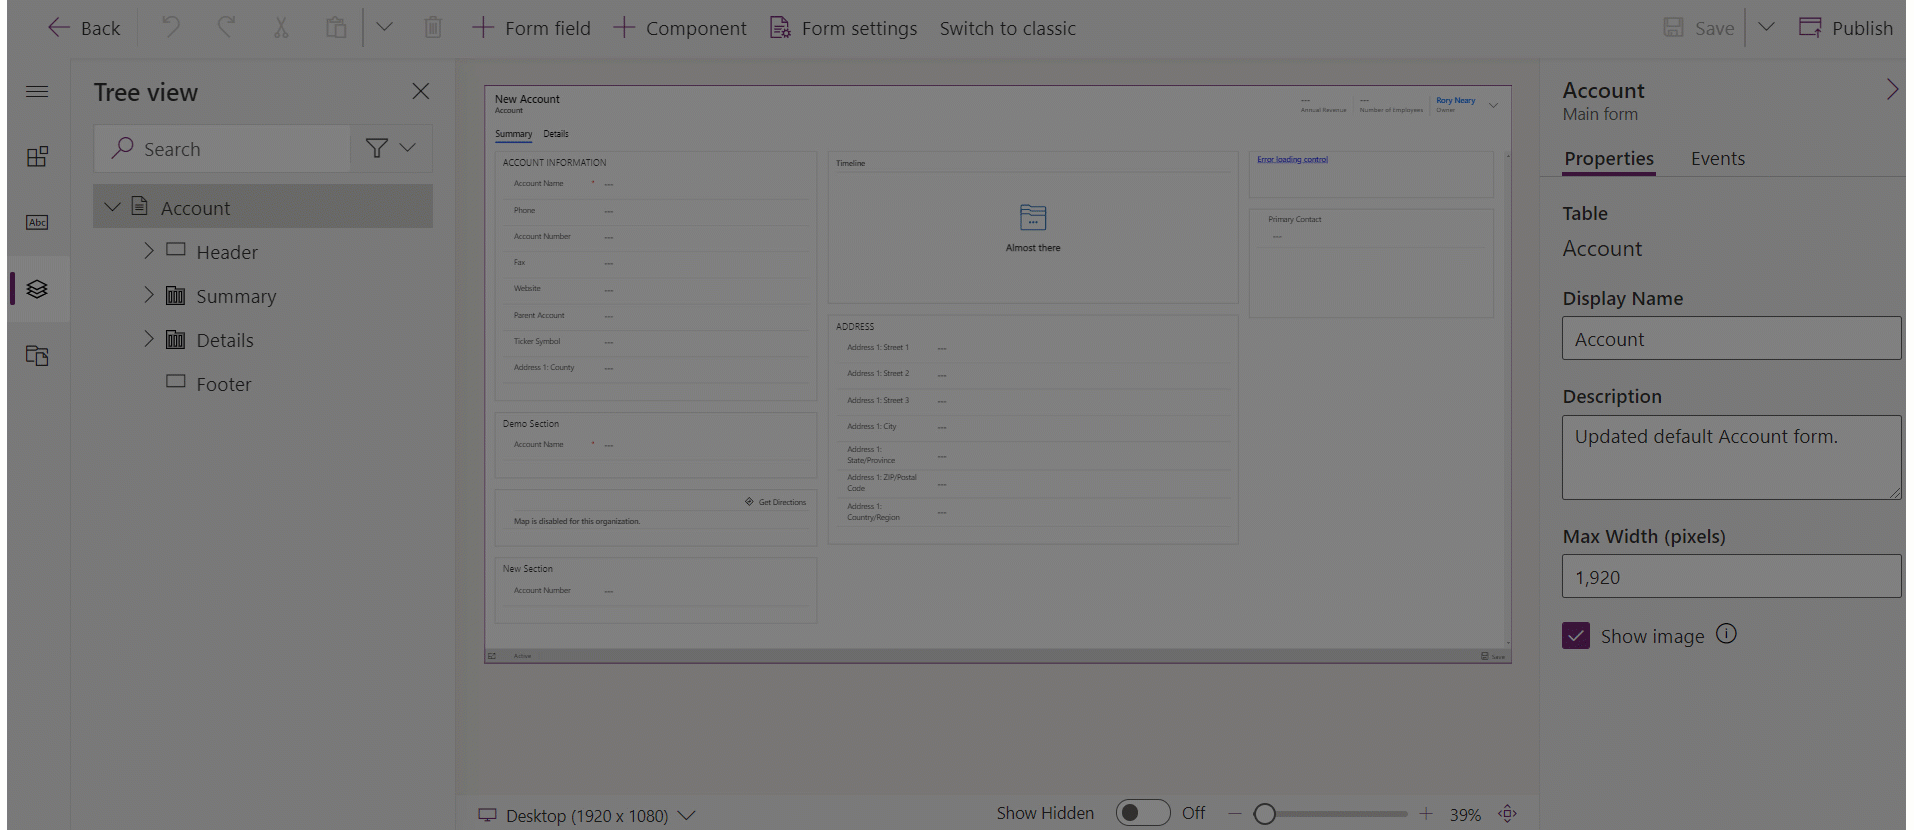 Back
Form field
Component
Form settings
Switch to classic
Save
Publish
Tree view
Search
Account
Header
Summary
Details
Footer
Abc
New Account
Account
---
Annual Revenue
---
Number of Employees
Rory Neary
Owner
Summary
Details
ACCOUNT INFORMATION
Account Name * ---
Phone ---
Account Number ---
Fax ---
Website ---
Parent Account ---
Ticker Symbol ---
Address 1: County ---
Demo Section
Account Name * ---
Get Directions
Map is disabled for this organization.
New Section
Account Number ---
Timeline
Almost there
ADDRESS
Address 1: Street 1 ---
Address 1: Street 2 ---
Address 1: Street 3 ---
Address 1: City ---
Address 1:
State/Province ---
Address 1: ZIP/Postal
Code ---
Address 1:
Country/Region ---
Error loading control
Primary Contact
---
Active
Save
Desktop (1920 x 1080)
Show Hidden
Off
39%
Account
Main form
Properties
Events
Table
Account
Display Name
Account
Description
Updated default Account form.
Max Width (pixels)
1,920
Show image